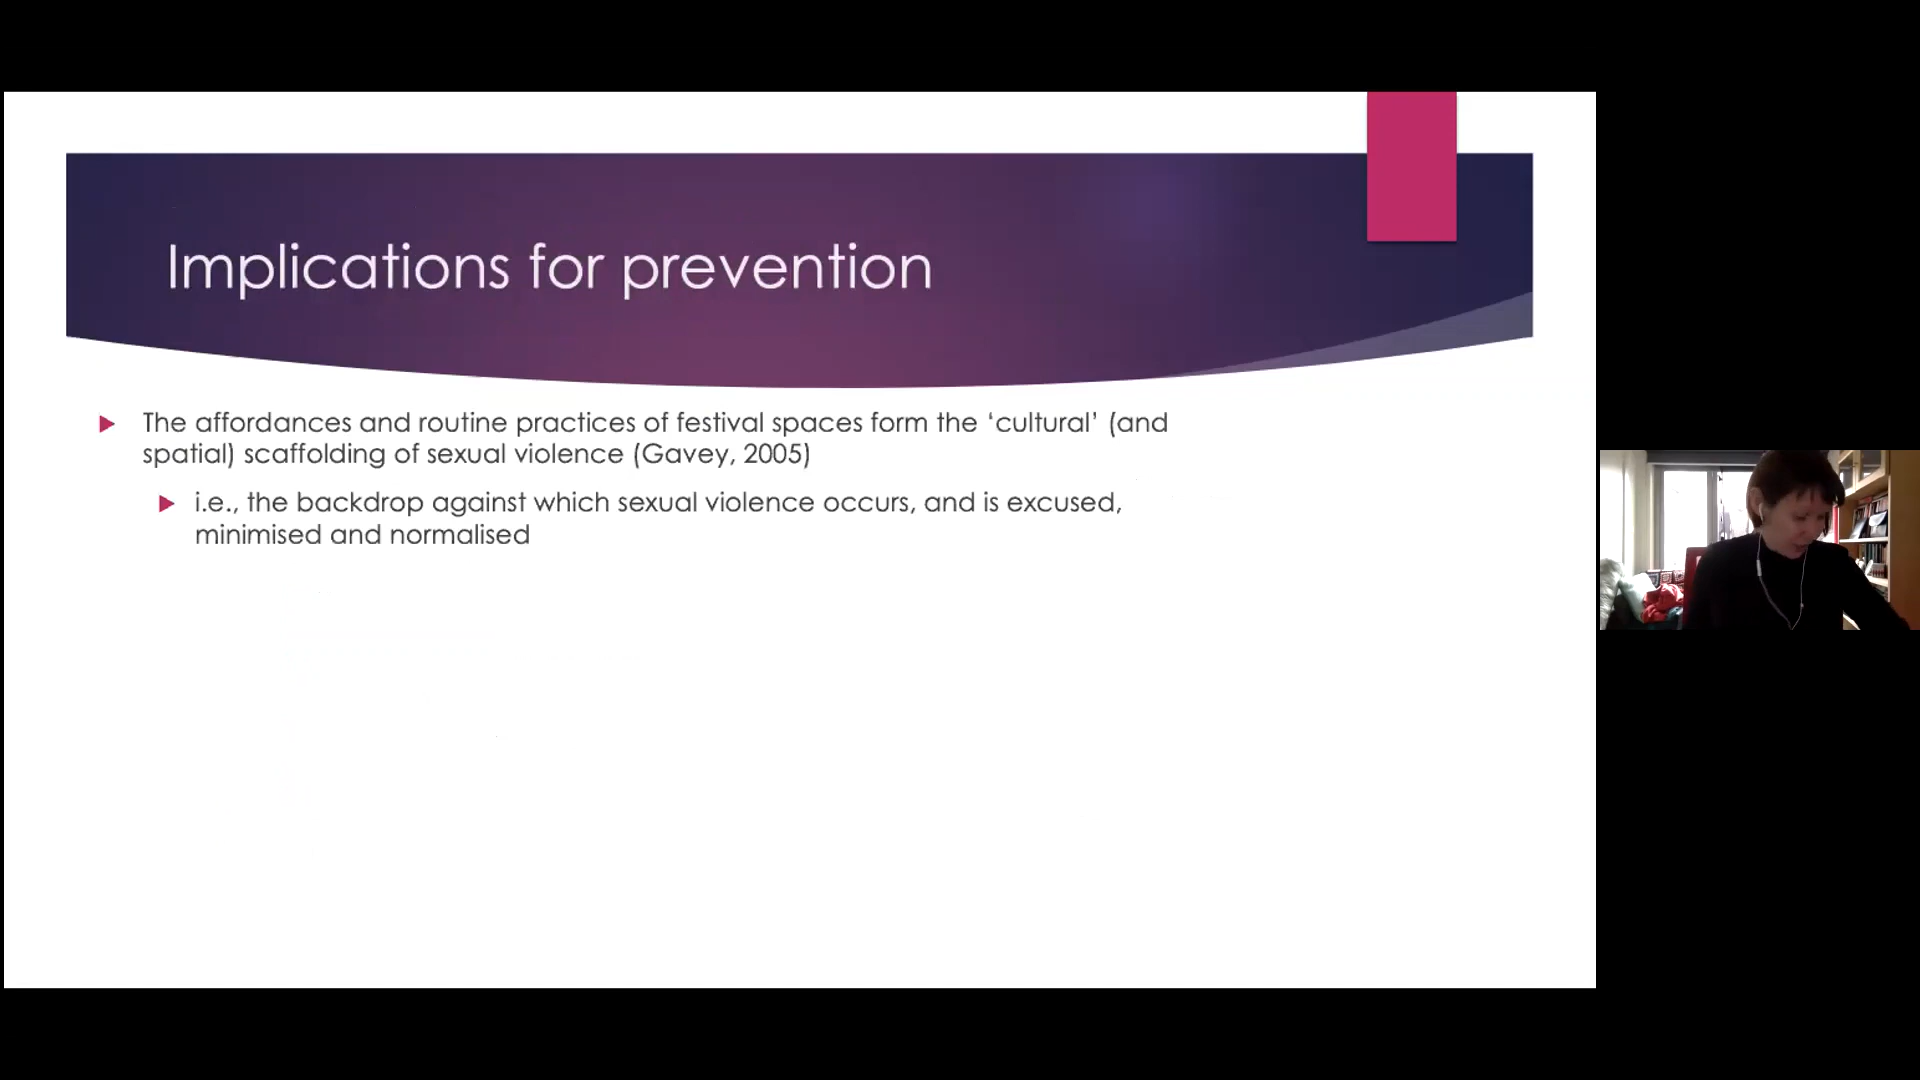 Implications for prevention
The affordances and routine practices of festival spaces form the ‘cultural’ (and
spatial) scaffolding of sexual violence (Gavey, 2005)
i.e., the backdrop against which sexual violence occurs, and is excused,
minimised and normalised